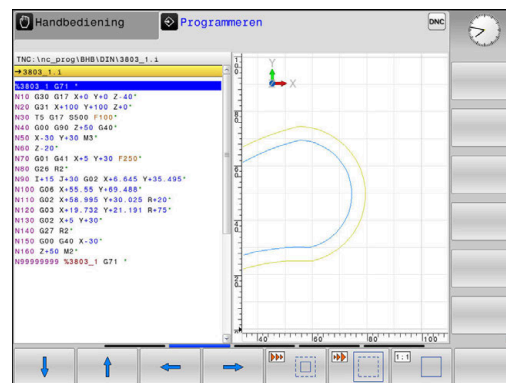 Handbediening
Programmeren
DNC
TNC:\nc_prog\BHB\DIN\3803_1.i
→3803_1.i
%3803_1 G71 *
N10 G30 G17 X+0 Y+0 Z-40*
N20 G31 X+100 Y+100 Z+0*
N30 T5 G17 S500 F100*
N40 G00 G90 Z+50 G40*
N50 X-30 Y+30 M3*
N60 Z-20*
N70 G01 G41 X+5 Y+30 F250*
N80 G26 R2*
N90 I+15 J+30 G02 X+6.645 Y+35.495*
N100 G06 X+55.55 Y+69.488*
N110 G02 X+58.995 Y+30.025 R+20*
N120 G03 X+19.732 Y+21.191 R+75*
N130 G02 X+5 Y+30*
N140 G27 R2*
N150 G00 G40 X-30*
N160 Z+50 M2*
N99999999 %3803_1 G71 *
Y
X
40
60
80
100
1:1